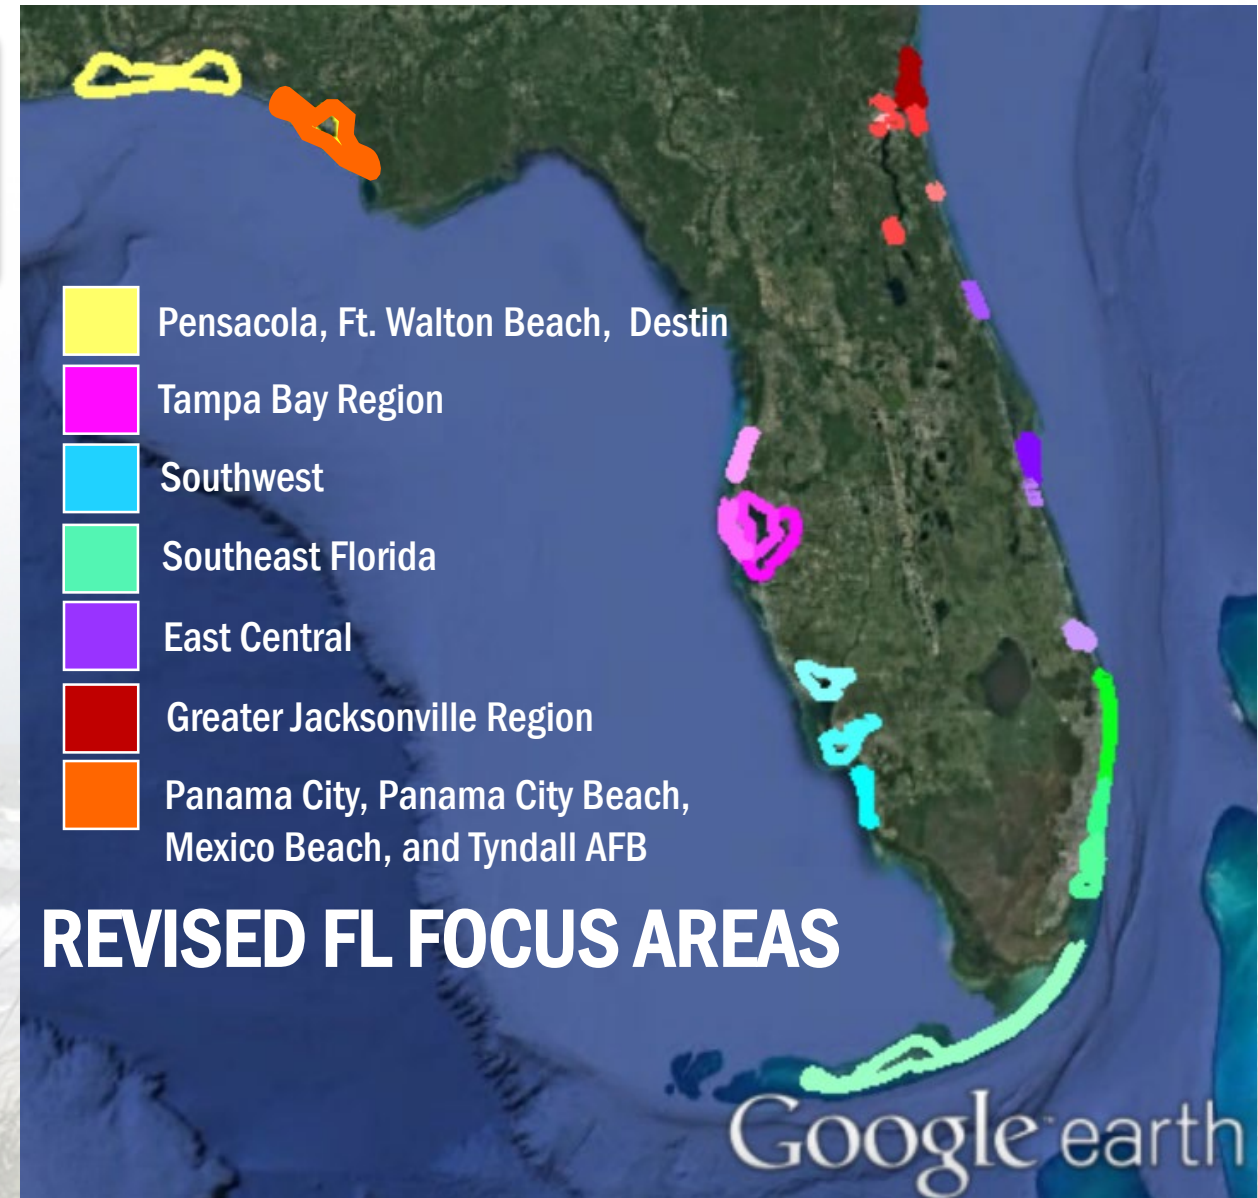 Pensacola, Ft. Walton Beach, Destin
Tampa Bay Region
Southwest
Southeast Florida
East Central
Greater Jacksonville Region
Panama City, Panama City Beach,
Mexico Beach, and Tyndall AFB
REVISED FL FOCUS AREAS
Google™ earth